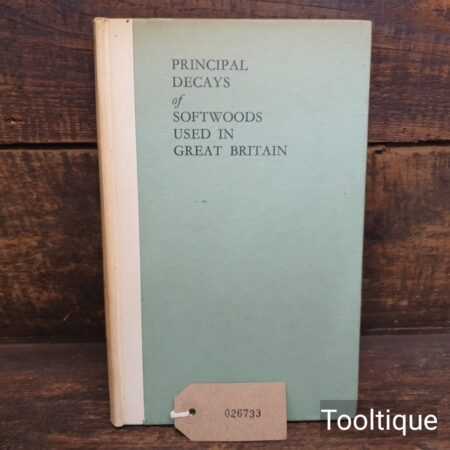 PRINCIPAL
DECAYS
of
SOFTWOODS
USED IN
GREAT BRITAIN
026733
Tooltique